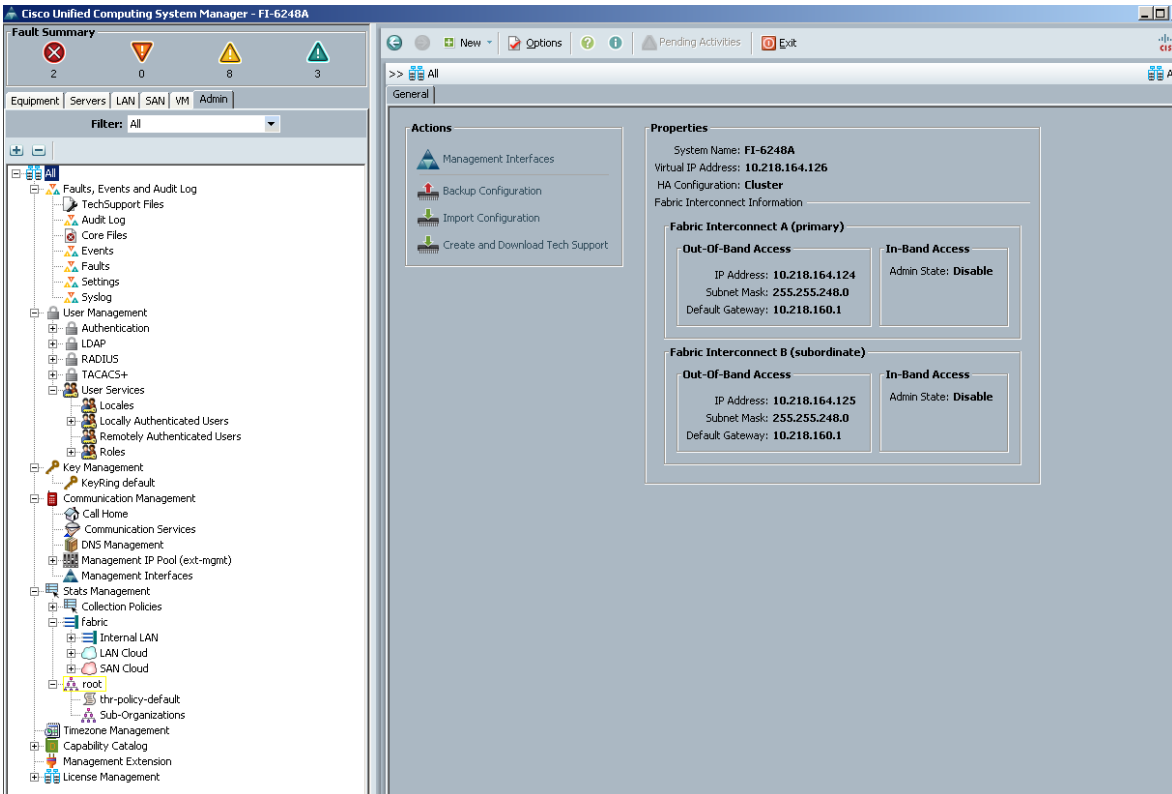 Cisco Unified Computing System Manager - FI-6248A
Fault Summary
2 0 8 3
Equipment Servers LAN SAN VM Admin
Filter: All
All
Faults, Events and Audit Log
TechSupport Files
Audit Log
Core Files
Events
Faults
Settings
Syslog
User Management
Authentication
LDAP
RADIUS
TACACS+
User Services
Locales
Locally Authenticated Users
Remotely Authenticated Users
Roles
Key Management
KeyRing default
Communication Management
Call Home
Communication Services
DNS Management
Management IP Pool (ext-mgmt)
Management Interfaces
Stats Management
Collection Policies
fabric
Internal LAN
LAN Cloud
SAN Cloud
root
thr-policy-default
Sub-Organizations
Timezone Management
Capability Catalog
Management Extension
License Management
New Options Pending Activities Exit
>> All
General
Actions
Management Interfaces
Backup Configuration
Import Configuration
Create and Download Tech Support
Properties
System Name: FI-6248A
Virtual IP Address: 10.218.164.126
HA Configuration: Cluster
Fabric Interconnect Information
Fabric Interconnect A (primary)
Out-Of-Band Access
IP Address: 10.218.164.124
Subnet Mask: 255.255.248.0
Default Gateway: 10.218.160.1
In-Band Access
Admin State: Disable
Fabric Interconnect B (subordinate)
Out-Of-Band Access
IP Address: 10.218.164.125
Subnet Mask: 255.255.248.0
Default Gateway: 10.218.160.1
In-Band Access
Admin State: Disable